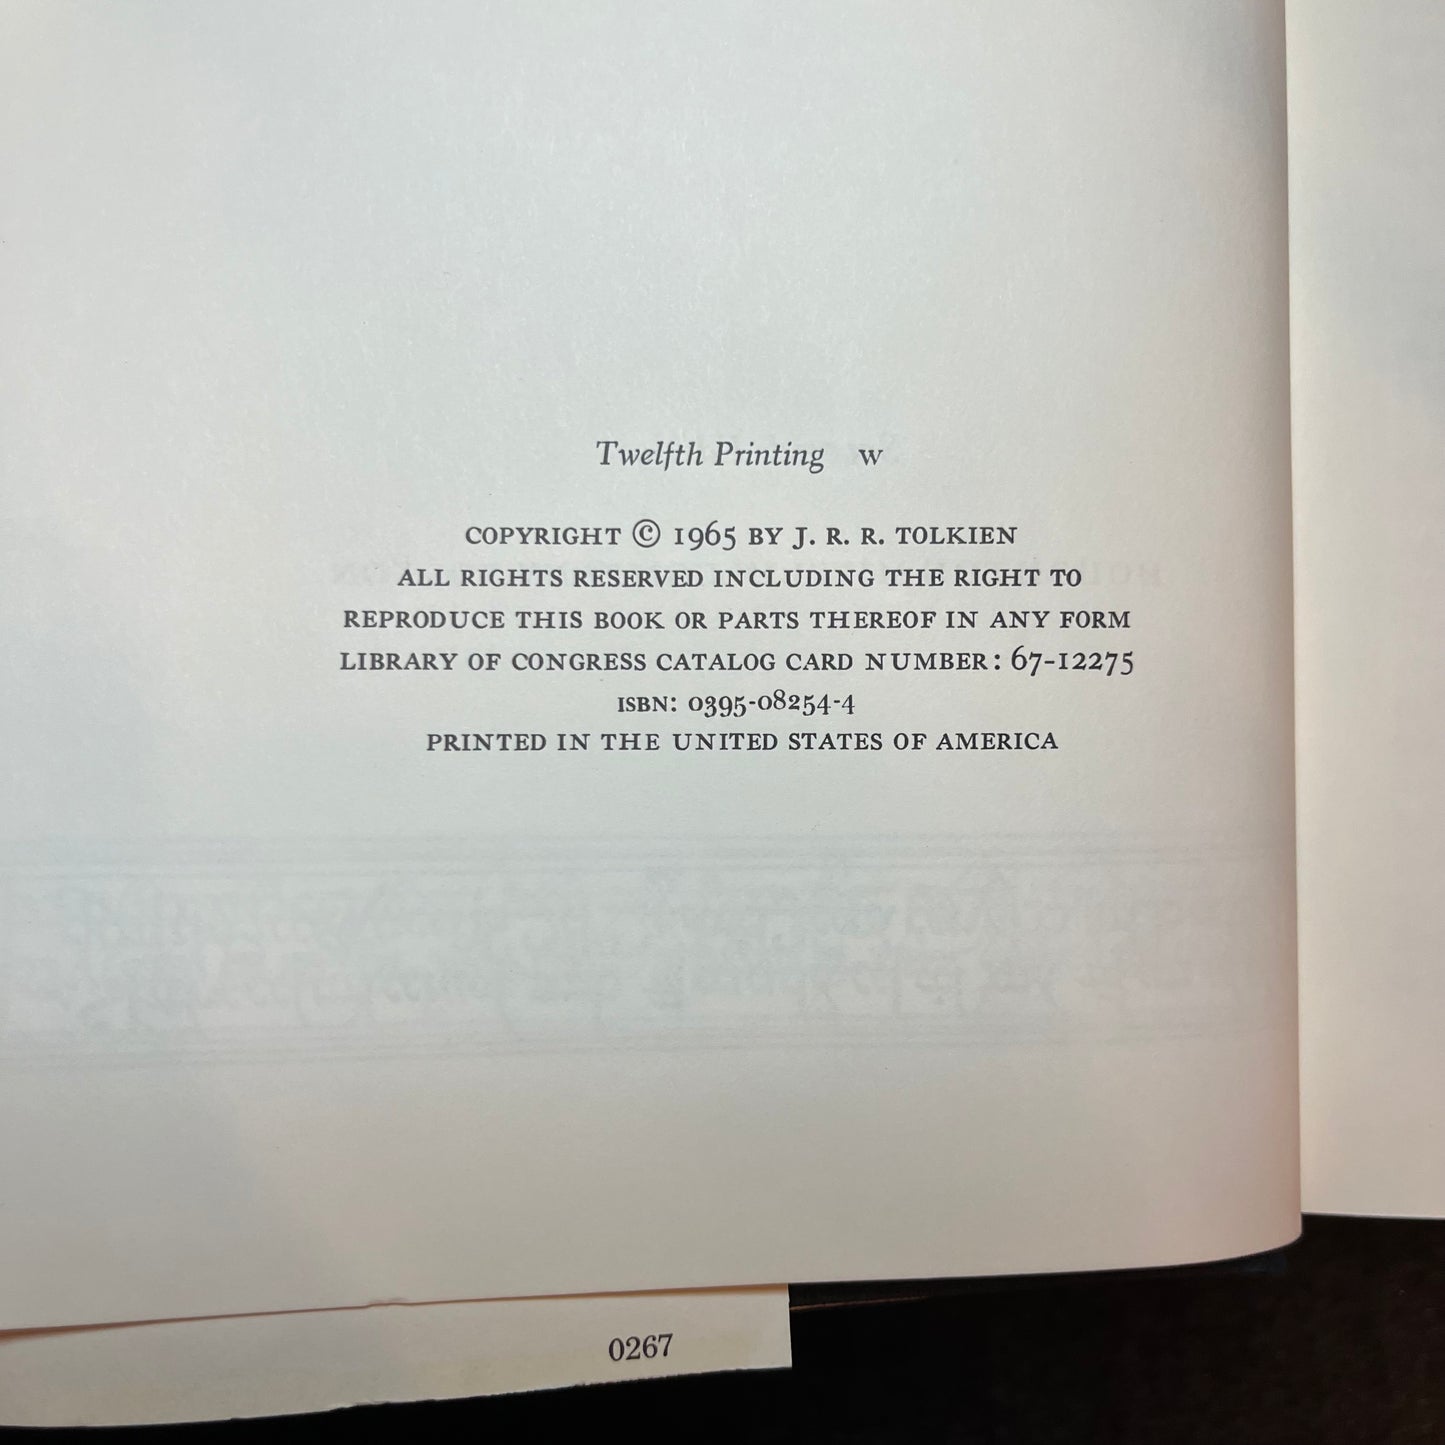 Twelfth Printing W
COPYRIGHT © 1965 BY J. R. R. TOLKIEN
ALL RIGHTS RESERVED INCLUDING THE RIGHT TO
REPRODUCE THIS BOOK OR PARTS THEREOF IN ANY FORM
LIBRARY OF CONGRESS CATALOG CARD NUMBER: 67-12275
ISBN: 0395-08254-4
PRINTED IN THE UNITED STATES OF AMERICA
0267